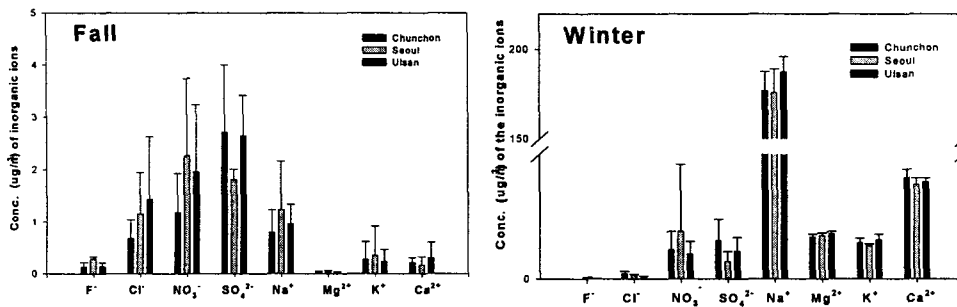 Fall
Chunchon
Seoul
Ulsan
Conc. (ug/m³) of inorganic ions
5
4
3
2
1
0
F⁻ Cl⁻ NO₃⁻ SO₄²⁻ Na⁺ Mg²⁺ K⁺ Ca²⁺
Winter
Chunchon
Seoul
Ulsan
Conc. (ug/m³) of the inorganic ions
200
150
0
F⁻ Cl⁻ NO₃⁻ SO₄²⁻ Na⁺ Mg²⁺ K⁺ Ca²⁺